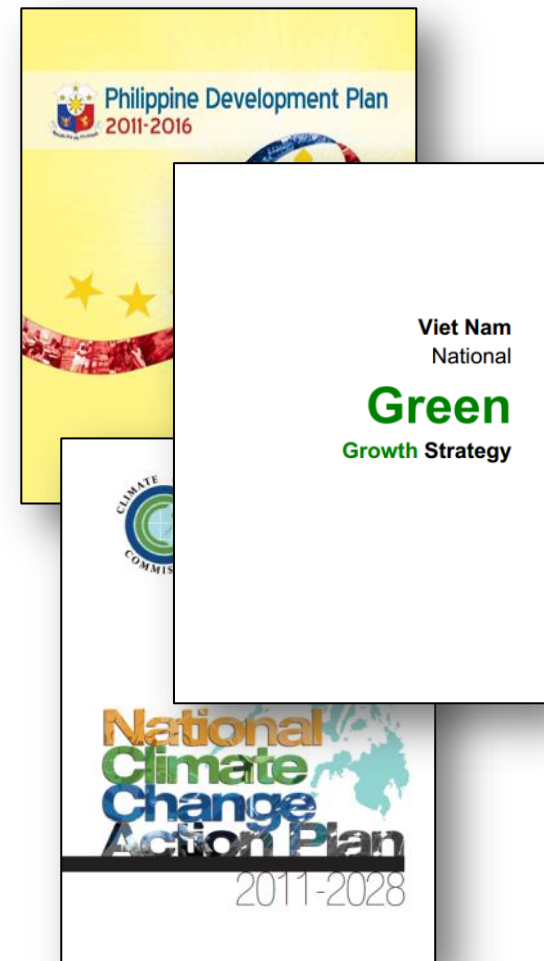 Philippine Development Plan
2011-2016
Viet Nam
National
Green
Growth Strategy
CLIMATE
National
Climate
Change
Action Plan
2011-2028